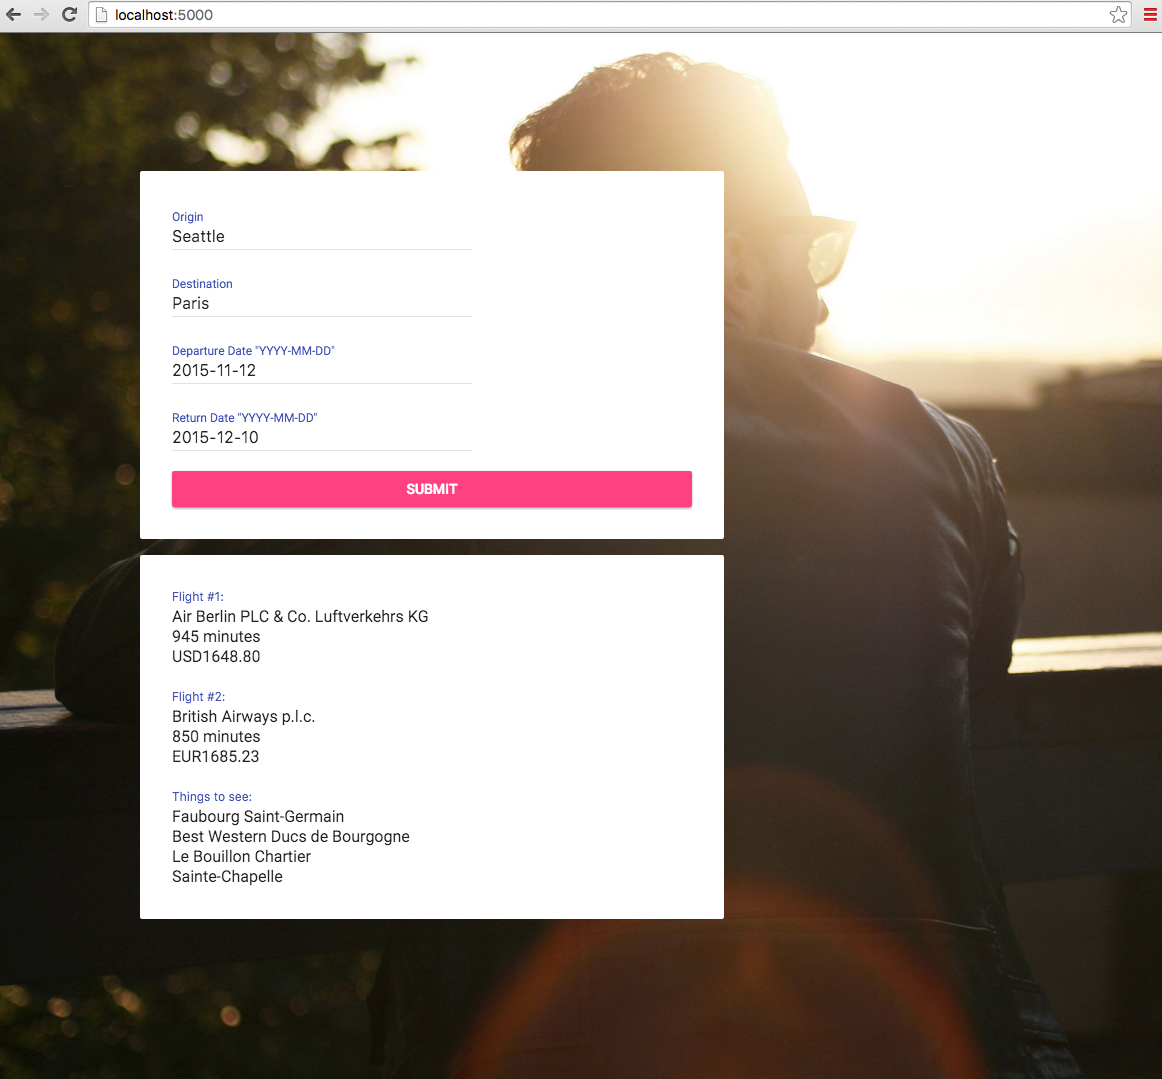 localhost:5000
Origin
Seattle
Destination
Paris
Departure Date "YYYY-MM-DD"
2015-11-12
Return Date "YYYY-MM-DD"
2015-12-10
SUBMIT
Flight #1:
Air Berlin PLC & Co. Luftverkehrs KG
945 minutes
USD1648.80
Flight #2:
British Airways p.l.c.
850 minutes
EUR1685.23
Things to see:
Faubourg Saint-Germain
Best Western Ducs de Bourgogne
Le Bouillon Chartier
Sainte-Chapelle